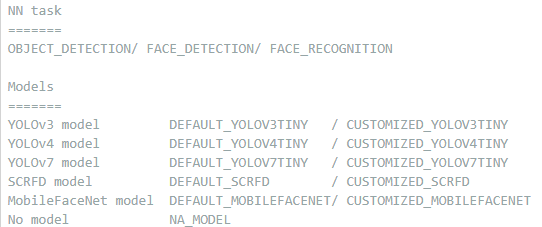 NN task
=======
OBJECT_DETECTION/ FACE_DETECTION/ FACE_RECOGNITION

Models
=======
YOLOv3 model         DEFAULT_YOLOV3TINY   / CUSTOMIZED_YOLOV3TINY
YOLOv4 model         DEFAULT_YOLOV4TINY   / CUSTOMIZED_YOLOV4TINY
YOLOv7 model         DEFAULT_YOLOV7TINY   / CUSTOMIZED_YOLOV7TINY
SCRFD model          DEFAULT_SCRFD        / CUSTOMIZED_SCRFD
MobileFaceNet model  DEFAULT_MOBILEFACENET/ CUSTOMIZED_MOBILEFACENET
No model             NA_MODEL